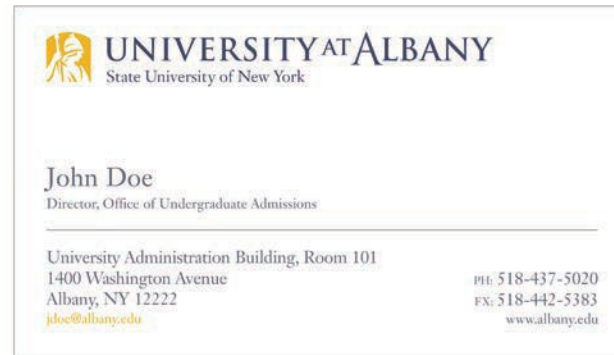 UNIVERSITY AT ALBANY
State University of New York
John Doe
Director, Office of Undergraduate Admissions
University Administration Building, Room 101
1400 Washington Avenue
Albany, NY 12222
jdoe@albany.edu
PH: 518-437-5020
FX: 518-442-5383
www.albany.edu